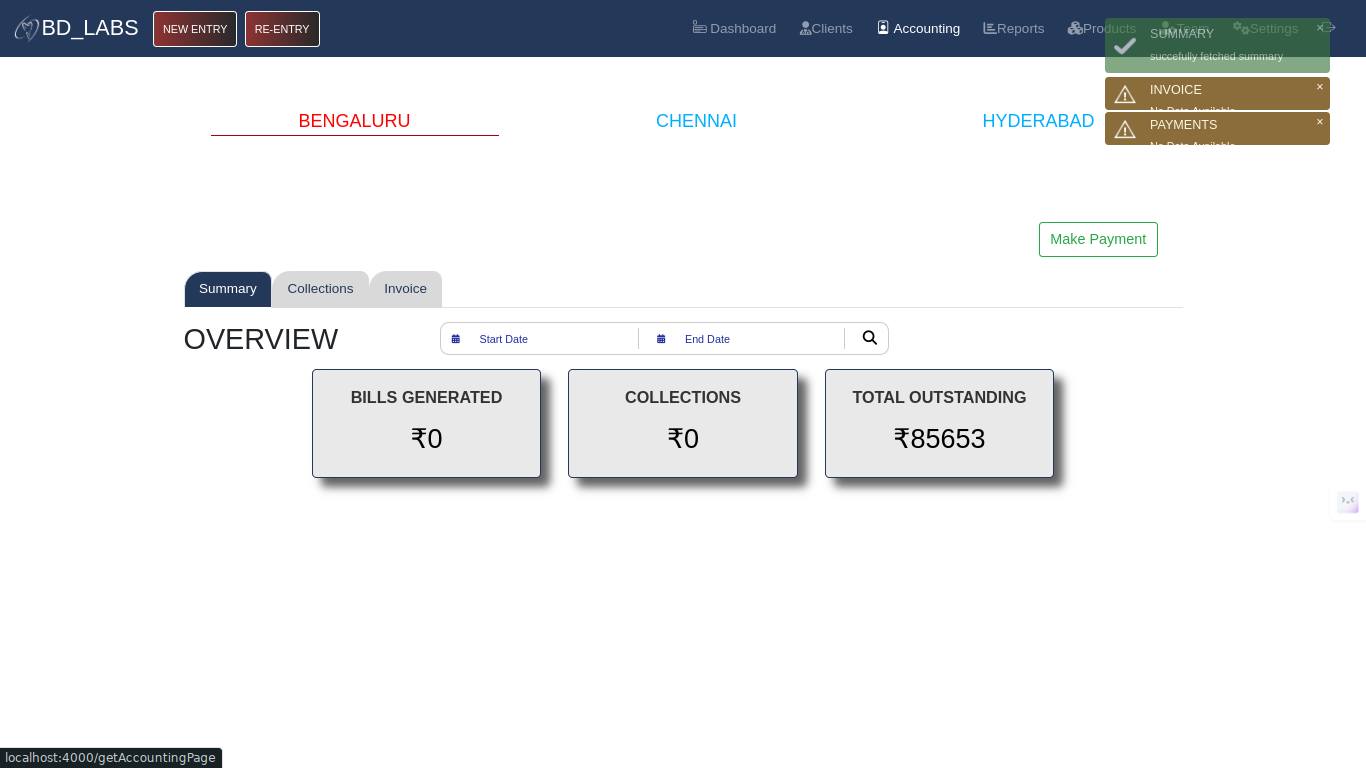 BD_LABS
NEW ENTRY
RE-ENTRY
Dashboard
Clients
Accounting
Reports
Products
Team
Settings
SUMMARY
×
succefully fetched summary
INVOICE
×
No Data Available
PAYMENTS
×
No Data Available
BENGALURU
CHENNAI
HYDERABAD
Make Payment
Summary
Collections
Invoice
OVERVIEW
Start Date
End Date
BILLS GENERATED
₹0
COLLECTIONS
₹0
TOTAL OUTSTANDING
₹85653
localhost:4000/getAccountingPage